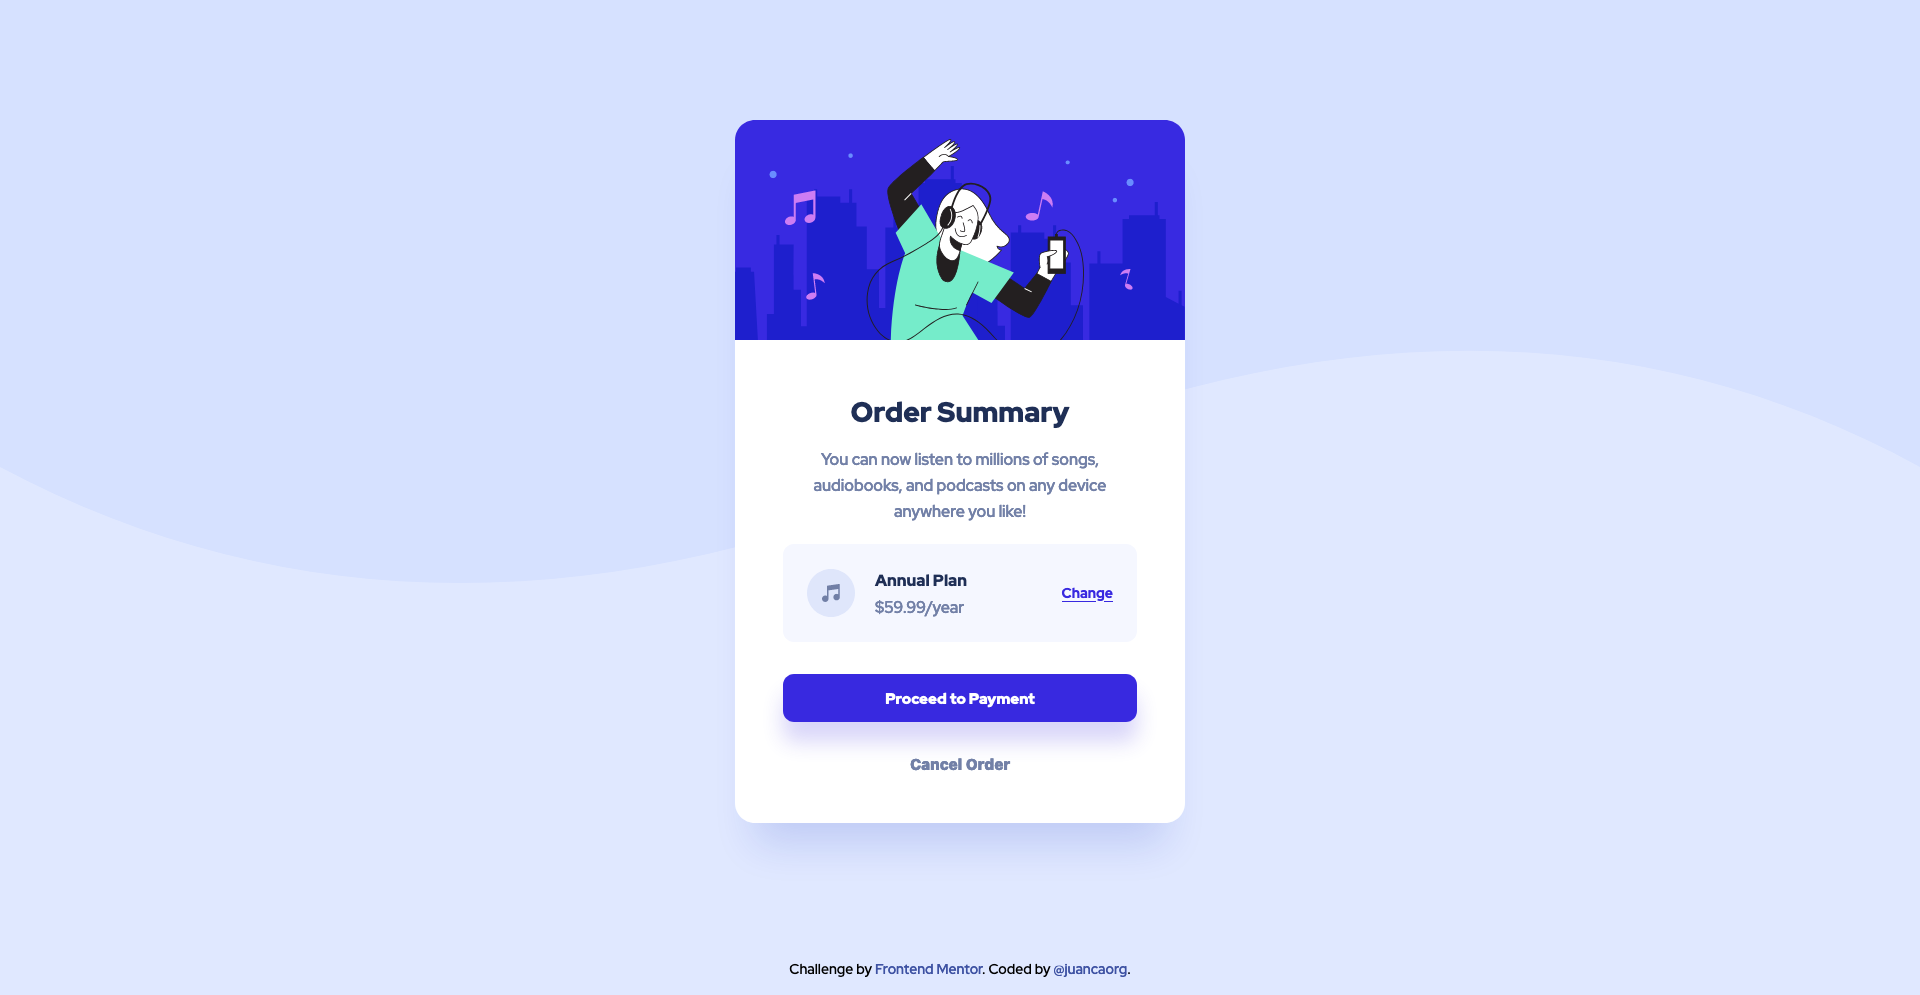 Order Summary
You can now listen to millions of songs,
audiobooks, and podcasts on any device
anywhere you like!
Annual Plan
$59.99/year
Change
Proceed to Payment
Cancel Order
Challenge by Frontend Mentor. Coded by @juancaorg.